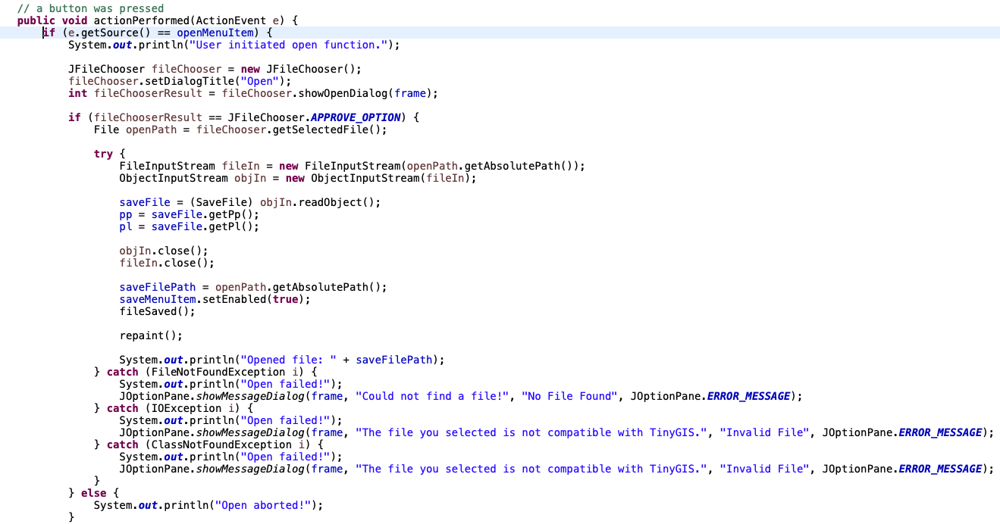 // a button was pressed
public void actionPerformed(ActionEvent e) {
    if (e.getSource() == openMenuItem) {
        System.out.println("User initiated open function.");

        JFileChooser fileChooser = new JFileChooser();
        fileChooser.setDialogTitle("Open");
        int fileChooserResult = fileChooser.showOpenDialog(frame);

        if (fileChooserResult == JFileChooser.APPROVE_OPTION) {
            File openPath = fileChooser.getSelectedFile();

            try {
                FileInputStream fileIn = new FileInputStream(openPath.getAbsolutePath());
                ObjectInputStream objIn = new ObjectInputStream(fileIn);

                saveFile = (SaveFile) objIn.readObject();
                pp = saveFile.getPp();
                pl = saveFile.getPl();

                objIn.close();
                fileIn.close();

                saveFilePath = openPath.getAbsolutePath();
                saveMenuItem.setEnabled(true);
                fileSaved();

                repaint();

                System.out.println("Opened file: " + saveFilePath);
            } catch (FileNotFoundException i) {
                System.out.println("Open failed!");
                JOptionPane.showMessageDialog(frame, "Could not find a file!", "No File Found", JOptionPane.ERROR_MESSAGE);
            } catch (IOException i) {
                System.out.println("Open failed!");
                JOptionPane.showMessageDialog(frame, "The file you selected is not compatible with TinyGIS.", "Invalid File", JOptionPane.ERROR_MESSAGE);
            } catch (ClassNotFoundException i) {
                System.out.println("Open failed!");
                JOptionPane.showMessageDialog(frame, "The file you selected is not compatible with TinyGIS.", "Invalid File", JOptionPane.ERROR_MESSAGE);
            }
        } else {
            System.out.println("Open aborted!");
        }